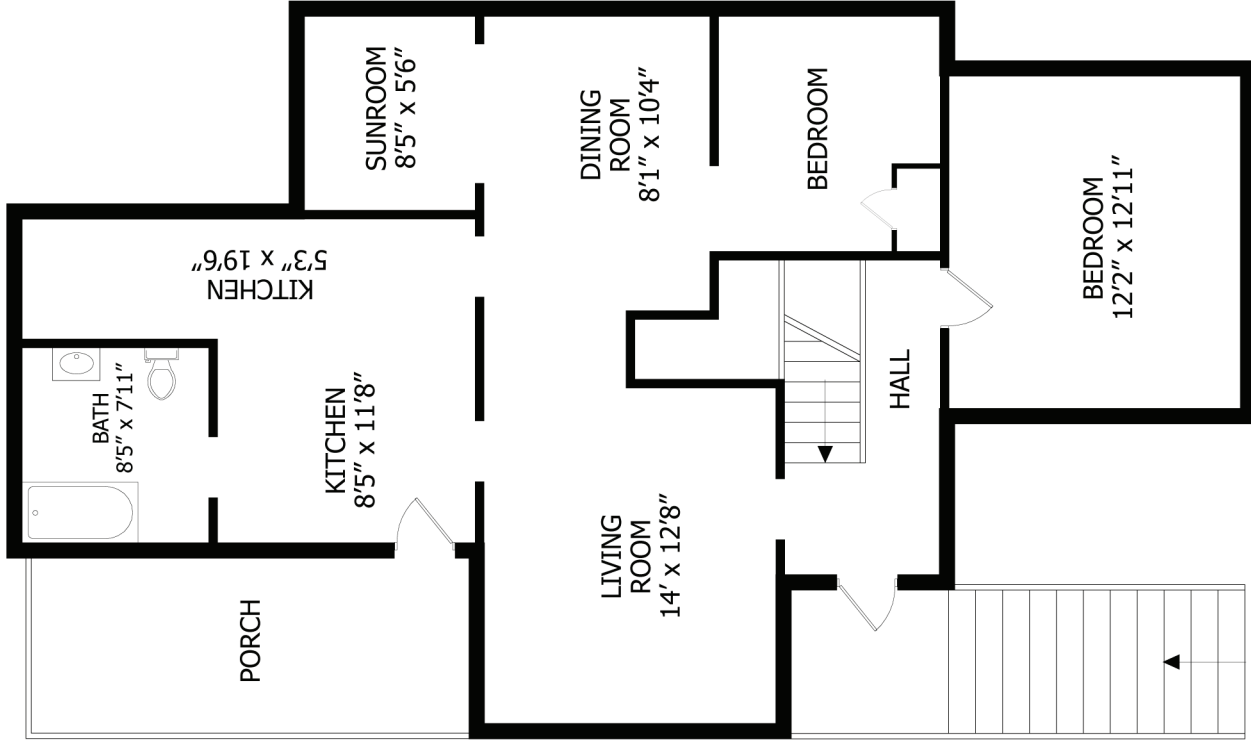 SUNROOM
8'5" x 5'6"
DINING
ROOM
8'1" x 10'4"
BEDROOM
BEDROOM
12'2" x 12'11"
KITCHEN
5'3" x 19'6"
BATH
8'5" x 7'11"
KITCHEN
8'5" x 11'8"
HALL
LIVING
ROOM
14' x 12'8"
PORCH